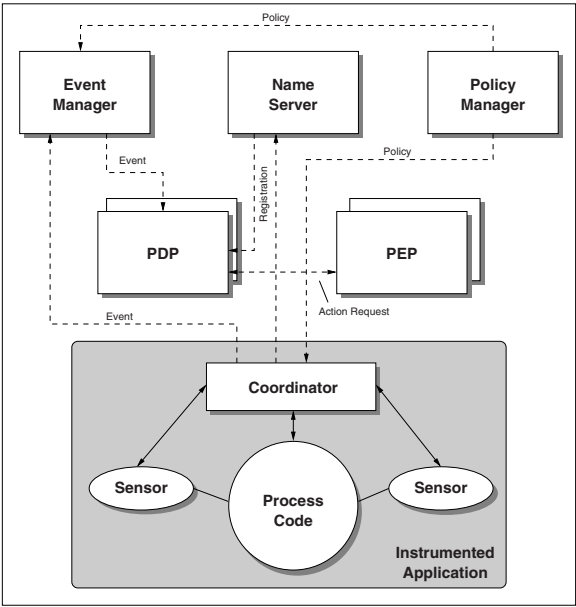 Policy
Event
Manager
Name
Server
Policy
Manager
Event
Registration
Policy
PDP
PEP
Action Request
Event
Coordinator
Sensor
Process
Code
Sensor
Instrumented
Application